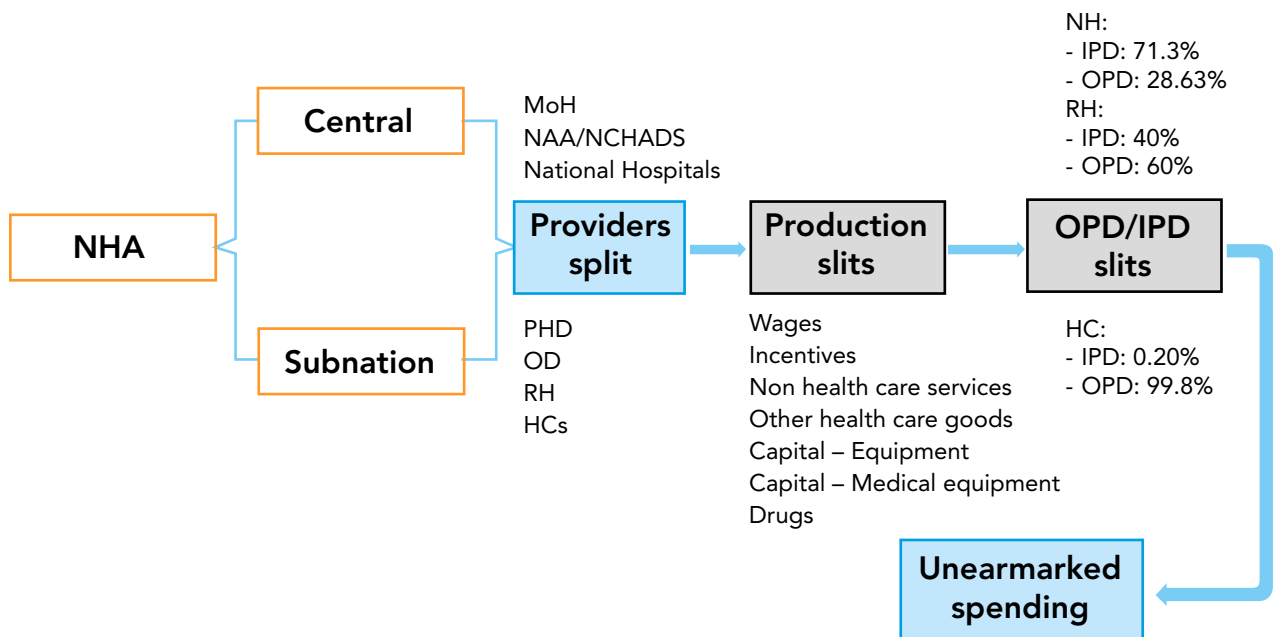 NHA
Central
Subnation
MoH
NAA/NCHADS
National Hospitals
Providers
split
PHD
OD
RH
HCs
Production
slits
Wages
Incentives
Non health care services
Other health care goods
Capital – Equipment
Capital – Medical equipment
Drugs
NH:
- IPD: 71.3%
- OPD: 28.63%
RH:
- IPD: 40%
- OPD: 60%
OPD/IPD
slits
HC:
- IPD: 0.20%
- OPD: 99.8%
Unearmarked
spending